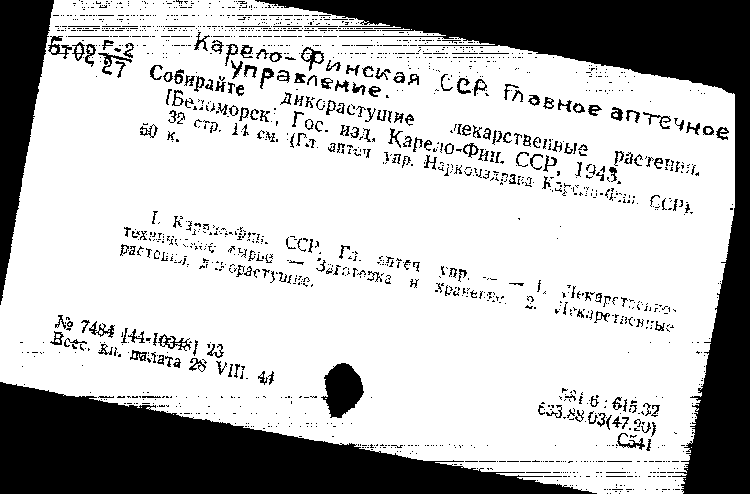 Бт02 Г-2
27
Карело-Финская ССР. Главное аптечное
управление.
Собирайте дикорастущие лекарственные растения.
[Беломорск], Гос. изд. Карело-Фин. ССР, 1943.
32 стр. 14 см. (Гл. аптеч. упр. Наркомздрава Карело-Фин. ССР).
50 к.
I. Карело-Фин. ССР. Гл. аптеч упр. — — 1. Лекарственно-
техническое сырье — Заготовка и хранение. 2. Лекарственные
растения, дикорастущие.
№ 7484 [44-10348] 23
Всес. кн. палата 28 VIII. 44
581.6 : 615.32
633.88.03(47.20)
С541